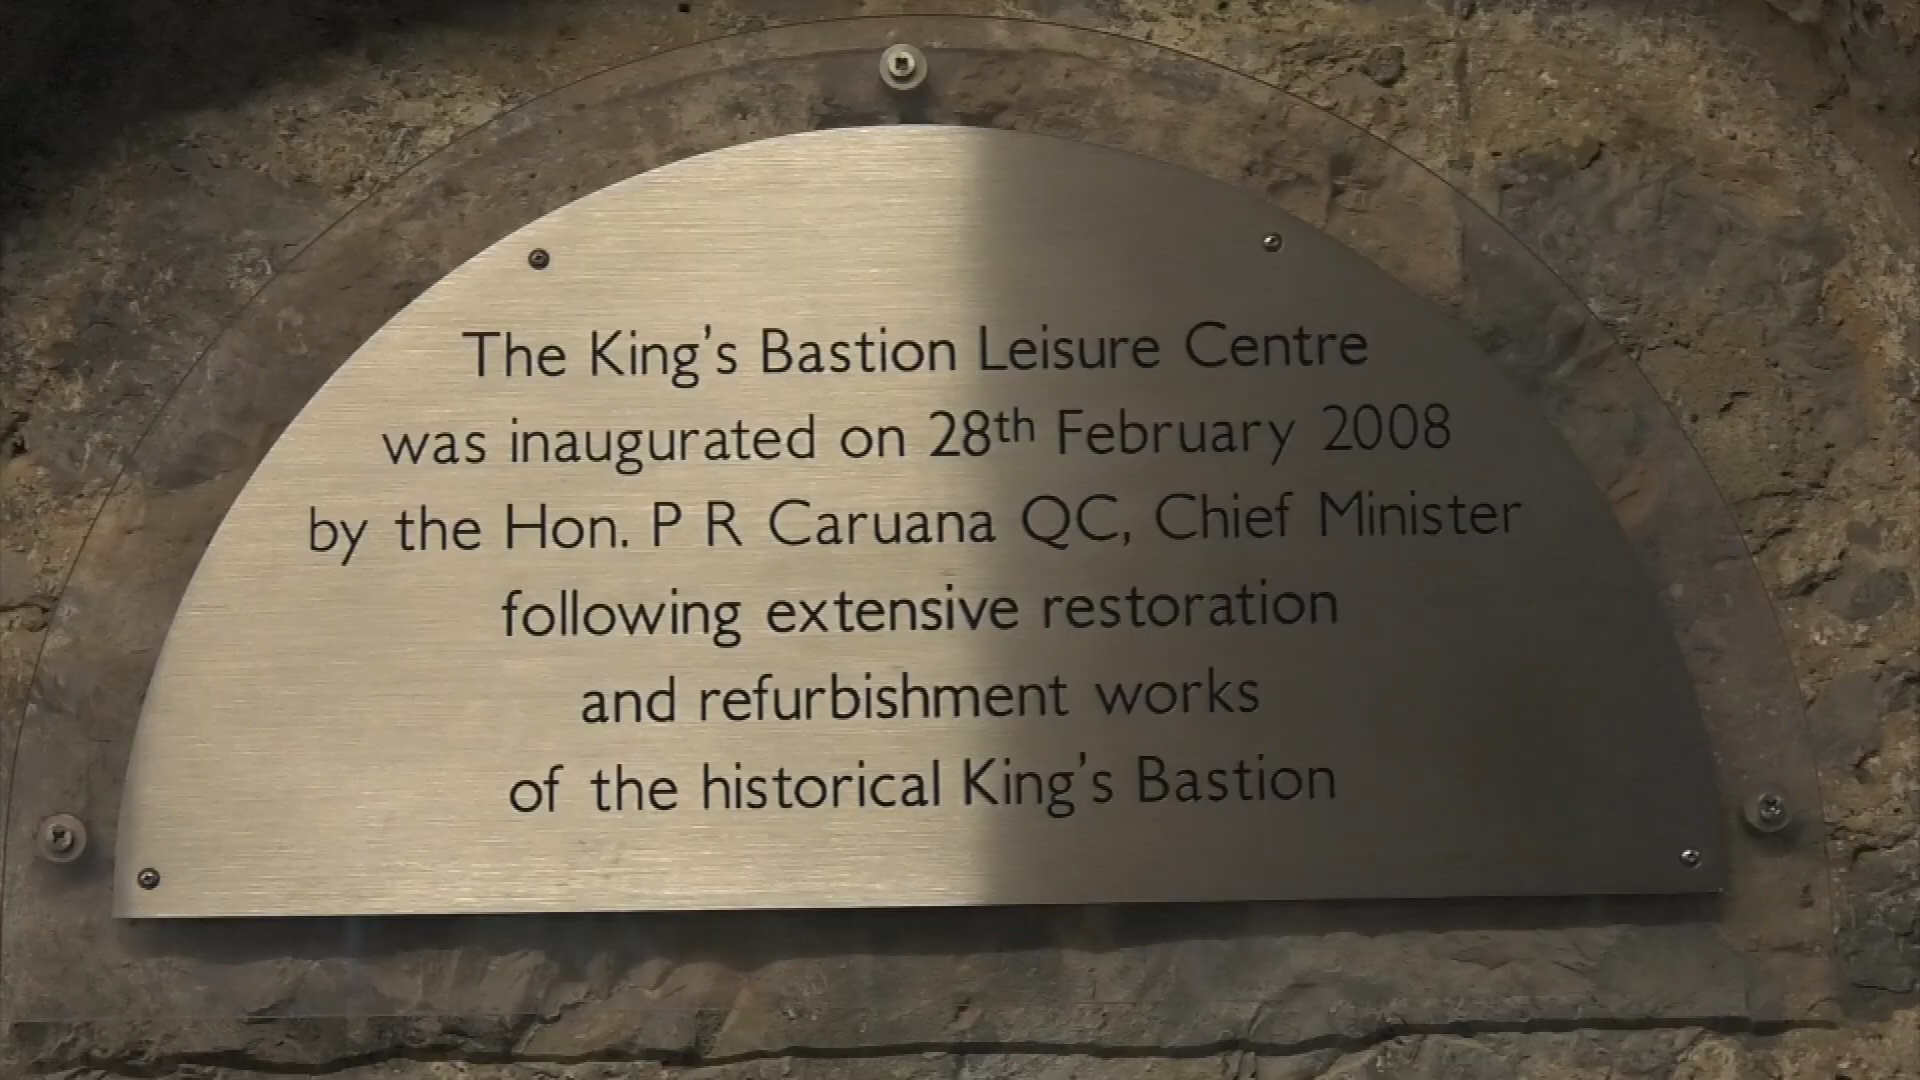 The King's Bastion Leisure Centre
was inaugurated on 28th February 2008
by the Hon. P R Caruana QC, Chief Minister
following extensive restoration
and refurbishment works
of the historical King's Bastion